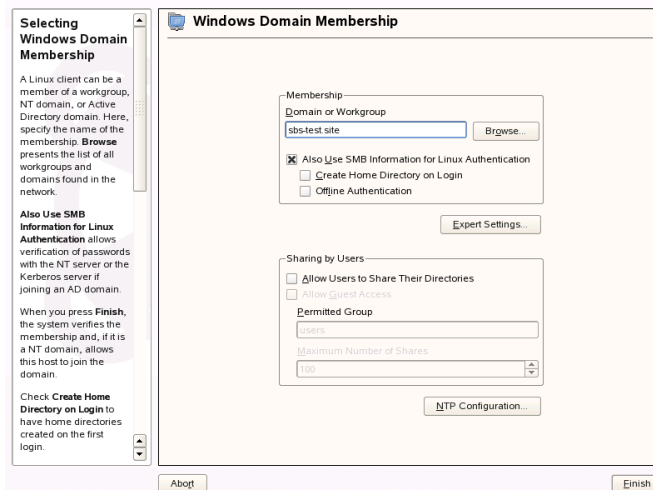 Selecting
Windows Domain
Membership
A Linux client can be a
member of a workgroup,
NT domain, or Active
Directory domain. Here,
specify the name of the
membership. Browse
presents the list of all
workgroups and
domains found in the
network.
Also Use SMB
Information for Linux
Authentication allows
verification of passwords
with the NT server or the
Kerberos server if
joining an AD domain.
When you press Finish,
the system verifies the
membership and, if it is
a NT domain, allows
this host to join the
domain.
Check Create Home
Directory on Login to
have home directories
created on the first
login.
Windows Domain Membership
Membership
Domain or Workgroup
sbs-test.site
Browse...
Also Use SMB Information for Linux Authentication
Create Home Directory on Login
Offline Authentication
Expert Settings...
Sharing by Users
Allow Users to Share Their Directories
Allow Guest Access
Permitted Group
users
Maximum Number of Shares
100
NTP Configuration...
Abort
Finish